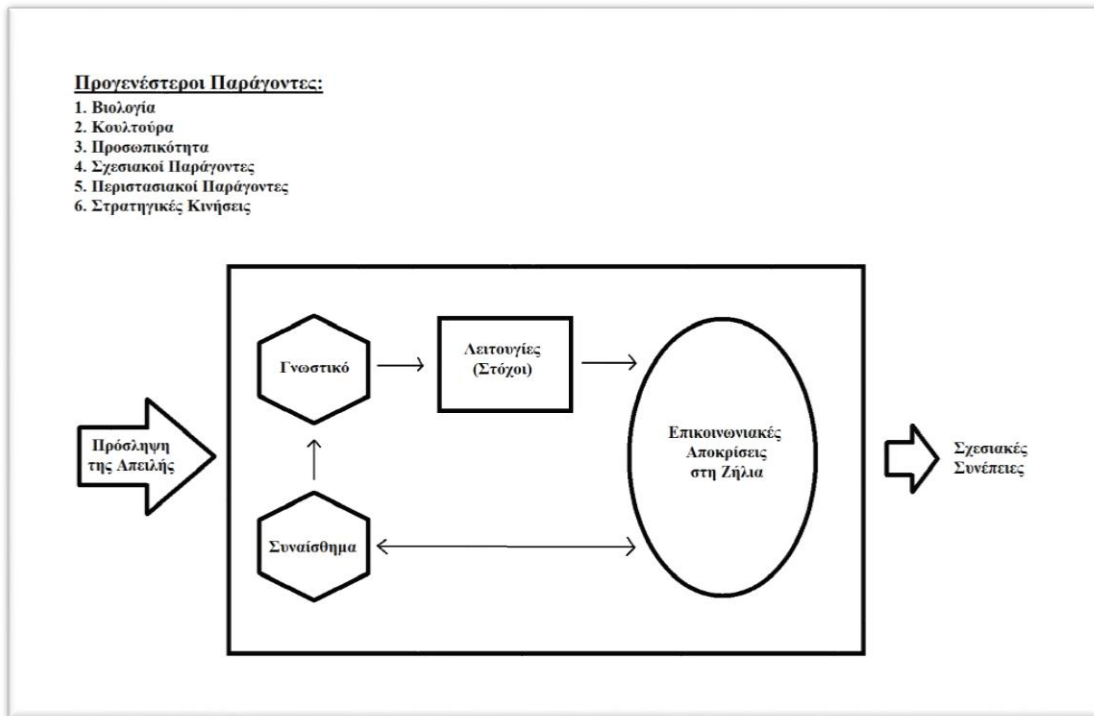 Προγενέστεροι Παράγοντες:
1. Βιολογία
2. Κουλτούρα
3. Προσωπικότητα
4. Σχεσιακοί Παράγοντες
5. Περιστασιακοί Παράγοντες
6. Στρατηγικές Κινήσεις
Πρόσληψη
της Απειλής
Γνωστικό
Συναίσθημα
Λειτουγίες
(Στόχοι)
Επικοινωνιακές
Αποκρίσεις
στη Ζήλια
Σχεσιακές
Συνέπειες